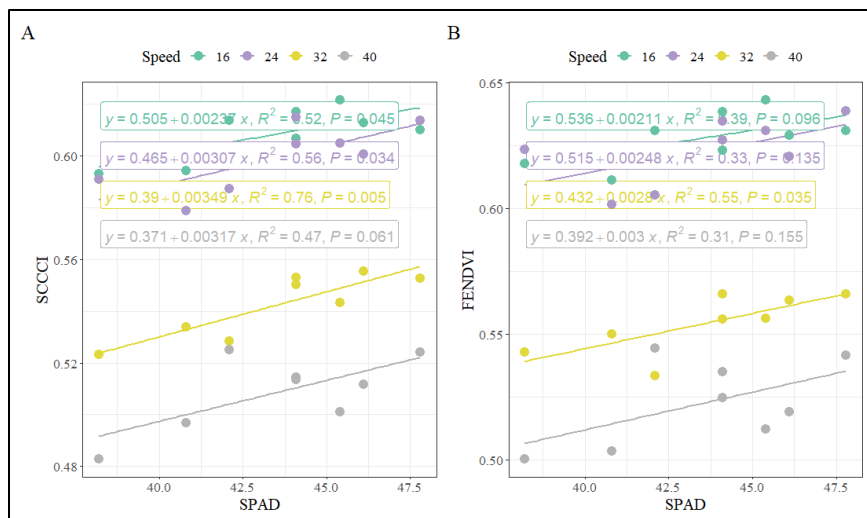 A
Speed 16 24 32 40
y = 0.505+0.00237 x, R² = 0.52, P = 0.045
y = 0.465+0.00307 x, R² = 0.56, P = 0.034
y = 0.39+0.00349 x, R² = 0.76, P = 0.005
y = 0.371+0.00317 x, R² = 0.47, P = 0.061
0.60
0.56
0.52
0.48
SCCCI
40.0 42.5 45.0 47.5
SPAD
B
Speed 16 24 32 40
y = 0.536+0.00211 x, R² = 0.39, P = 0.096
y = 0.515+0.00248 x, R² = 0.33, P = 0.135
y = 0.432+0.0028 x, R² = 0.55, P = 0.035
y = 0.392+0.003 x, R² = 0.31, P = 0.155
0.65
0.60
0.55
0.50
FENDVI
40.0 42.5 45.0 47.5
SPAD